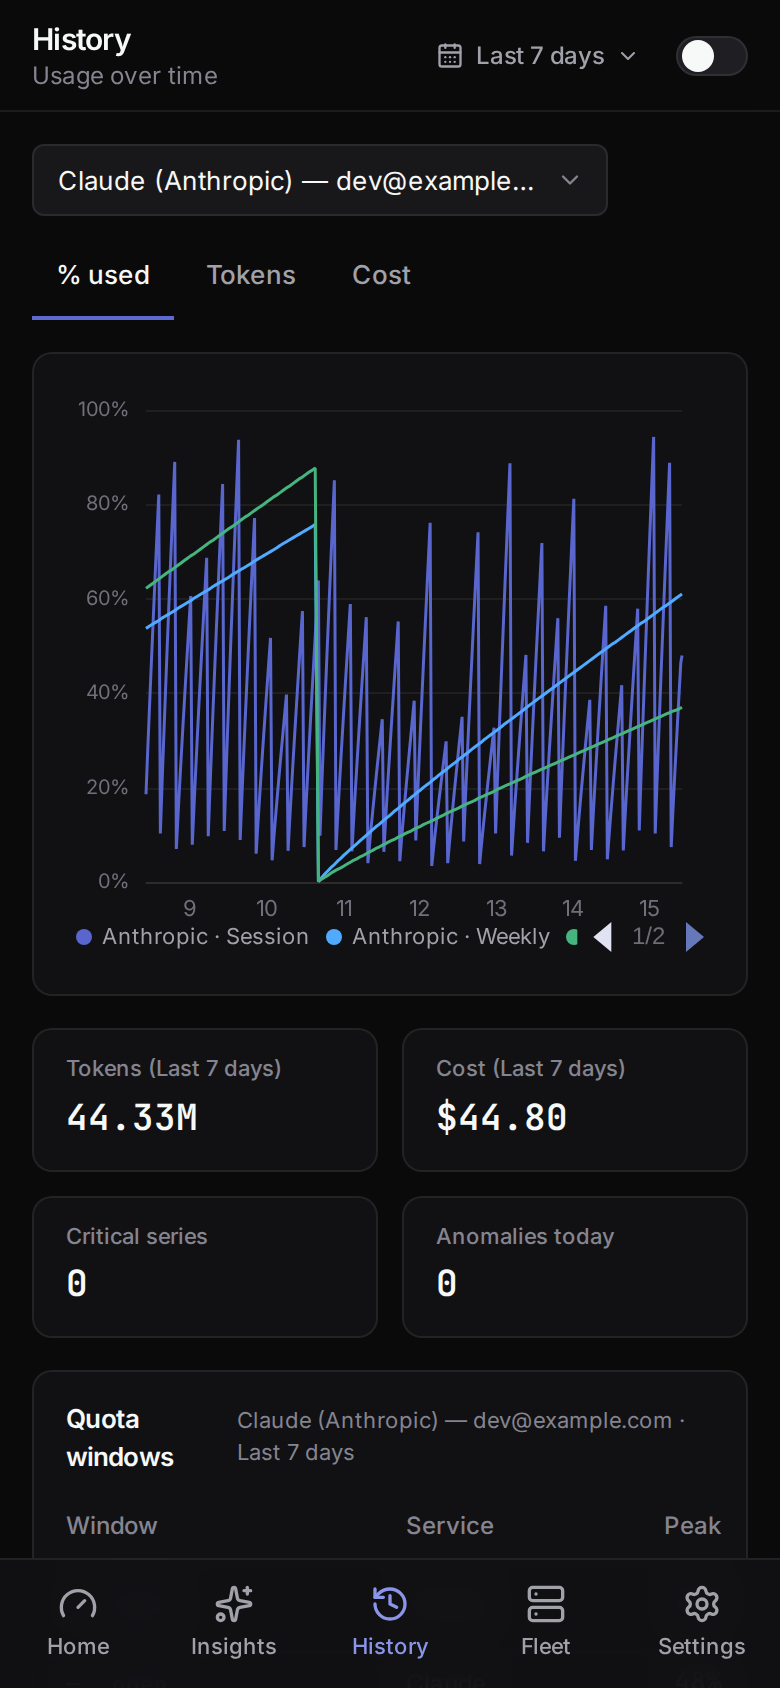 History
Usage over time
Last 7 days
Claude (Anthropic) — dev@example...
% used Tokens Cost
100%
80%
60%
40%
20%
0%
9 10 11 12 13 14 15
Anthropic · Session Anthropic · Weekly 1/2
Tokens (Last 7 days)
44.33M
Cost (Last 7 days)
$44.80
Critical series
0
Anomalies today
0
Quota windows
Claude (Anthropic) — dev@example.com ·
Last 7 days
Window Service Peak
Home Insights History Fleet Settings